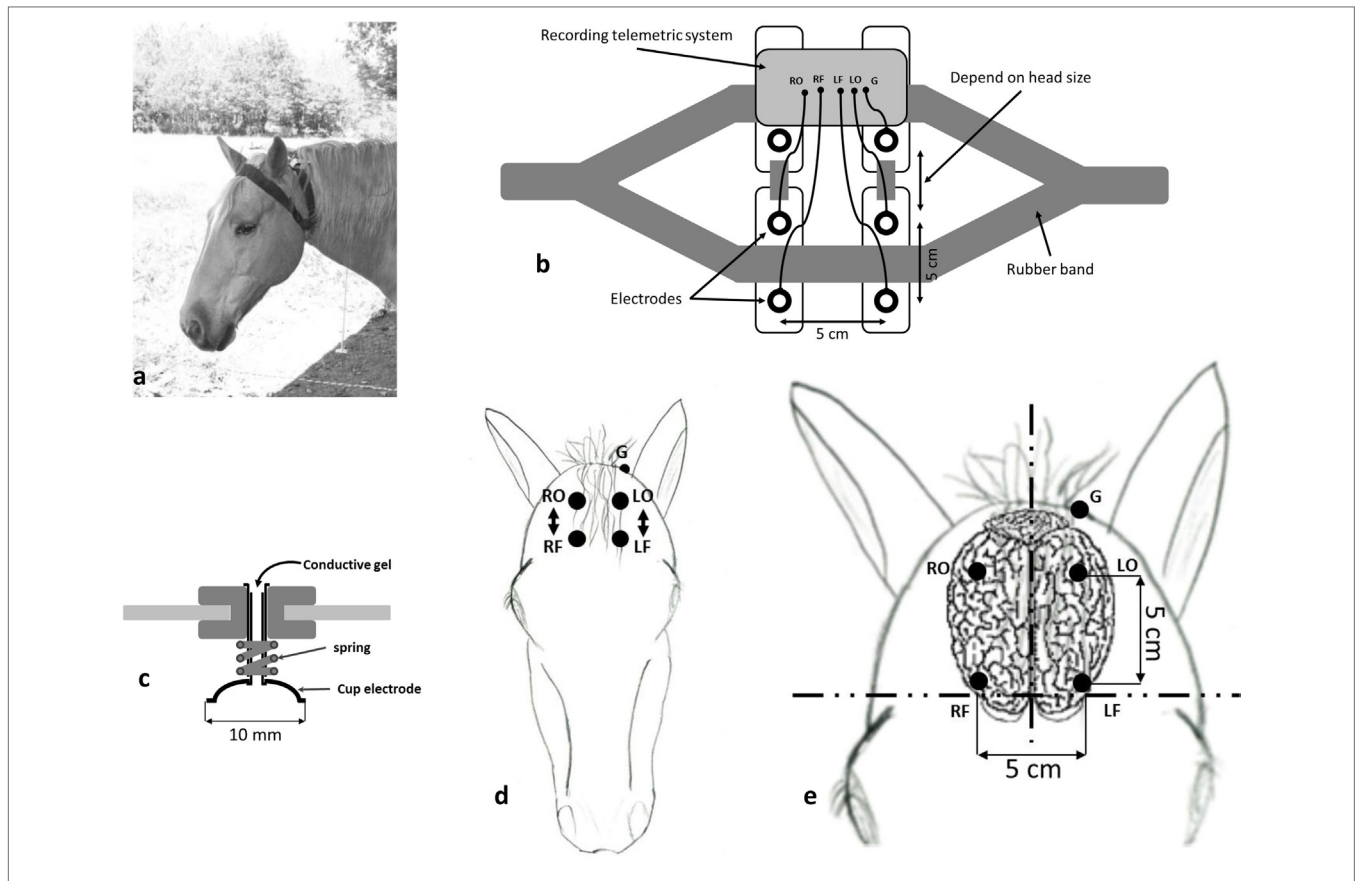 a
Recording telemetric system
RO RF LF LO G
Depend on head size
5 cm
Rubber band
Electrodes
5 cm
b
Conductive gel
spring
Cup electrode
10 mm
c
G
RO LO
RF LF
d
G
RO LO
5 cm
RF LF
5 cm
e